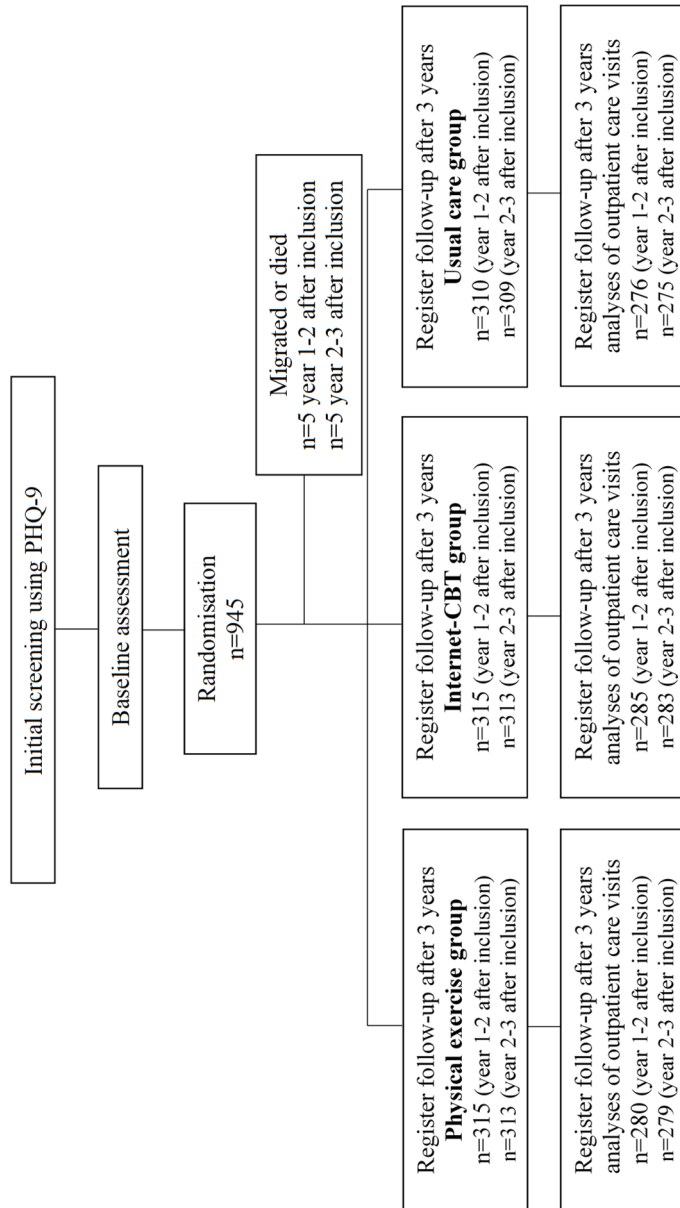 Initial screening using PHQ-9
Baseline assessment
Randomisation
n=945
Migrated or died
n=5 year 1-2 after inclusion
n=5 year 2-3 after inclusion
Register follow-up after 3 years
Physical exercise group
n=315 (year 1-2 after inclusion)
n=313 (year 2-3 after inclusion)
Register follow-up after 3 years
Internet-CBT group
n=315 (year 1-2 after inclusion)
n=313 (year 2-3 after inclusion)
Register follow-up after 3 years
Usual care group
n=310 (year 1-2 after inclusion)
n=309 (year 2-3 after inclusion)
Register follow-up after 3 years
analyses of outpatient care visits
n=280 (year 1-2 after inclusion)
n=279 (year 2-3 after inclusion)
Register follow-up after 3 years
analyses of outpatient care visits
n=285 (year 1-2 after inclusion)
n=283 (year 2-3 after inclusion)
Register follow-up after 3 years
analyses of outpatient care visits
n=276 (year 1-2 after inclusion)
n=275 (year 2-3 after inclusion)